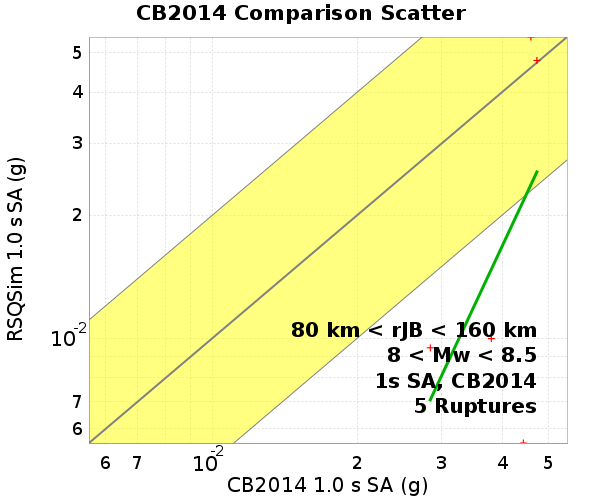 CB2014 Comparison Scatter
RSQSim 1.0 s SA (g)
5
4
3
2
10-2
7
6
80 km < rJB < 160 km
8 < Mw < 8.5
1s SA, CB2014
5 Ruptures
6 7 10-2 2 3 4 5
CB2014 1.0 s SA (g)